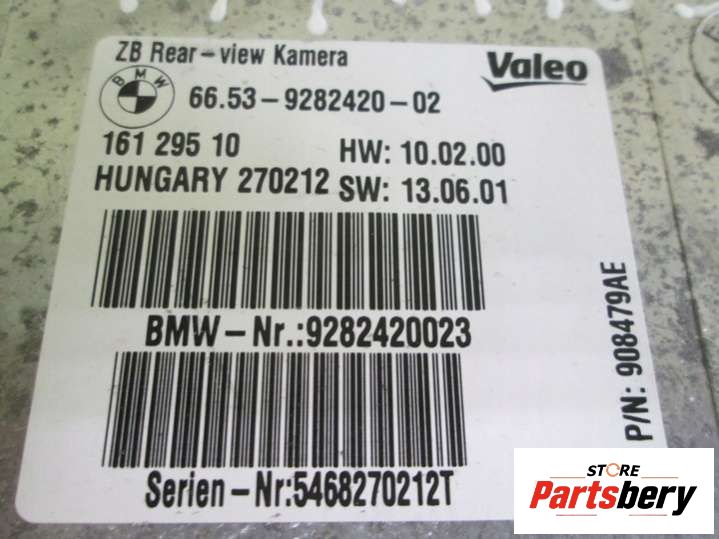 ZB Rear-view Kamera
Valeo
BMW
66.53-9282420-02
161 295 10
HW: 10.02.00
HUNGARY 270212
SW: 13.06.01
BMW-Nr.:9282420023
Serien-Nr:5468270212T
P/N: 908479AE
STORE
Partsbery